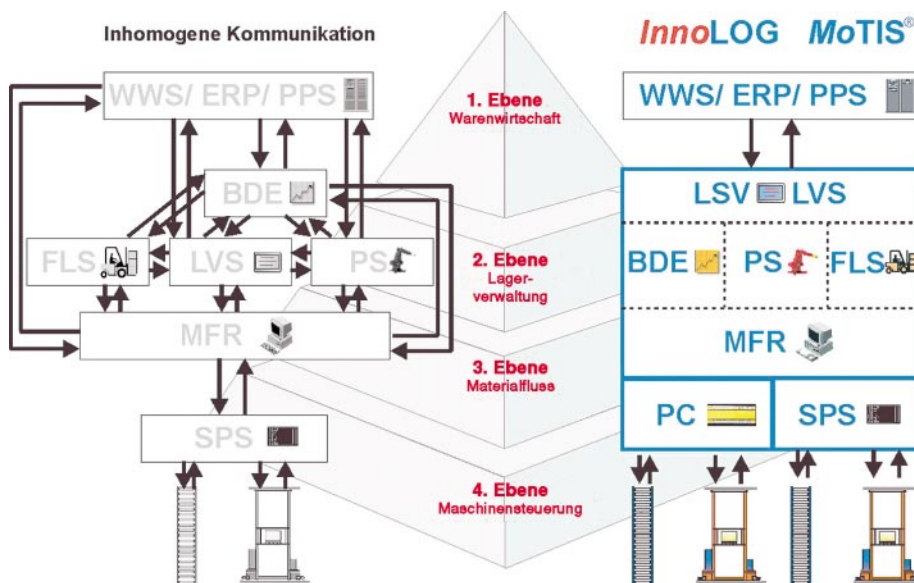 Inhomogene Kommunikation
WWS/ ERP/ PPS
BDE
FLS
LVS
PS
MFR
SPS
1. Ebene
Warenwirtschaft
2. Ebene
Lager-
verwaltung
3. Ebene
Materialfluss
4. Ebene
Maschinensteuerung
InnoLOG MoTIS®
WWS/ ERP/ PPS
LSV LVS
BDE
PS
FLS
MFR
PC
SPS